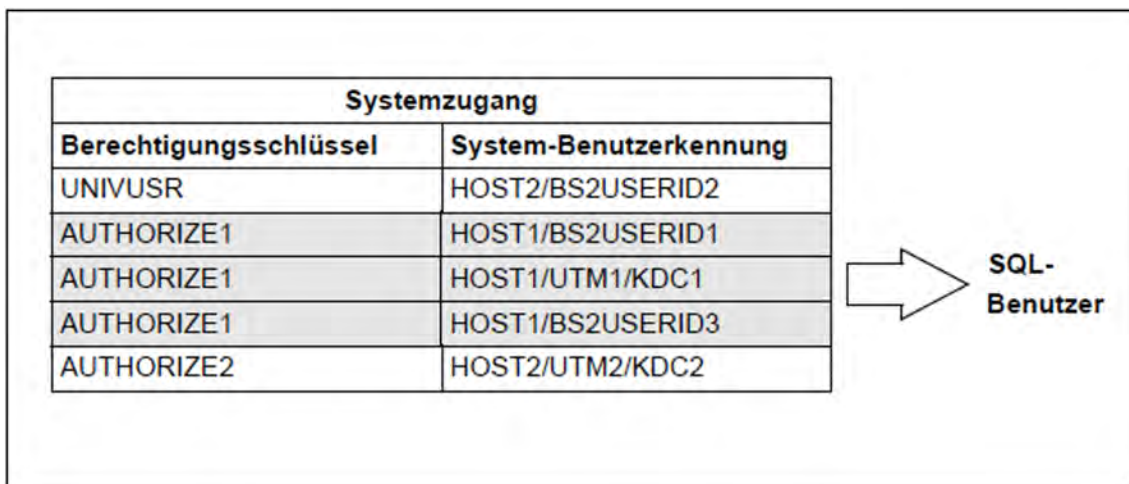 Systemzugang
Berechtigungsschlüssel System-Benutzerkennung
UNIVUSR HOST2/BS2USERID2
AUTHORIZE1 HOST1/BS2USERID1
AUTHORIZE1 HOST1/UTM1/KDC1
AUTHORIZE1 HOST1/BS2USERID3
AUTHORIZE2 HOST2/UTM2/KDC2
SQL-
Benutzer